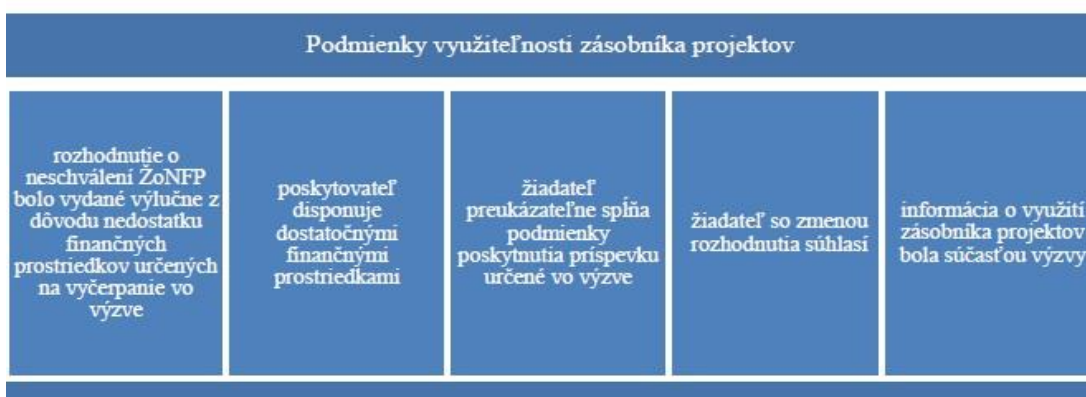 Podmienky využiteľnosti zásobníka projektov
rozhodnutie o
neschválení ŽoNFP
bolo vydané výlučne z
dôvodu nedostatku
finančných
prostriedkov určených
na vyčerpanie vo
výzve
poskytovateľ
disponuje
dostatočnými
finančnými
prostriedkami
žiadateľ
preukázateľne spĺňa
podmienky
poskytnutia príspevku
určené vo výzve
žiadateľ so zmenou
rozhodnutia súhlasí
informácia o využití
zásobníka projektov
bola súčasťou výzvy